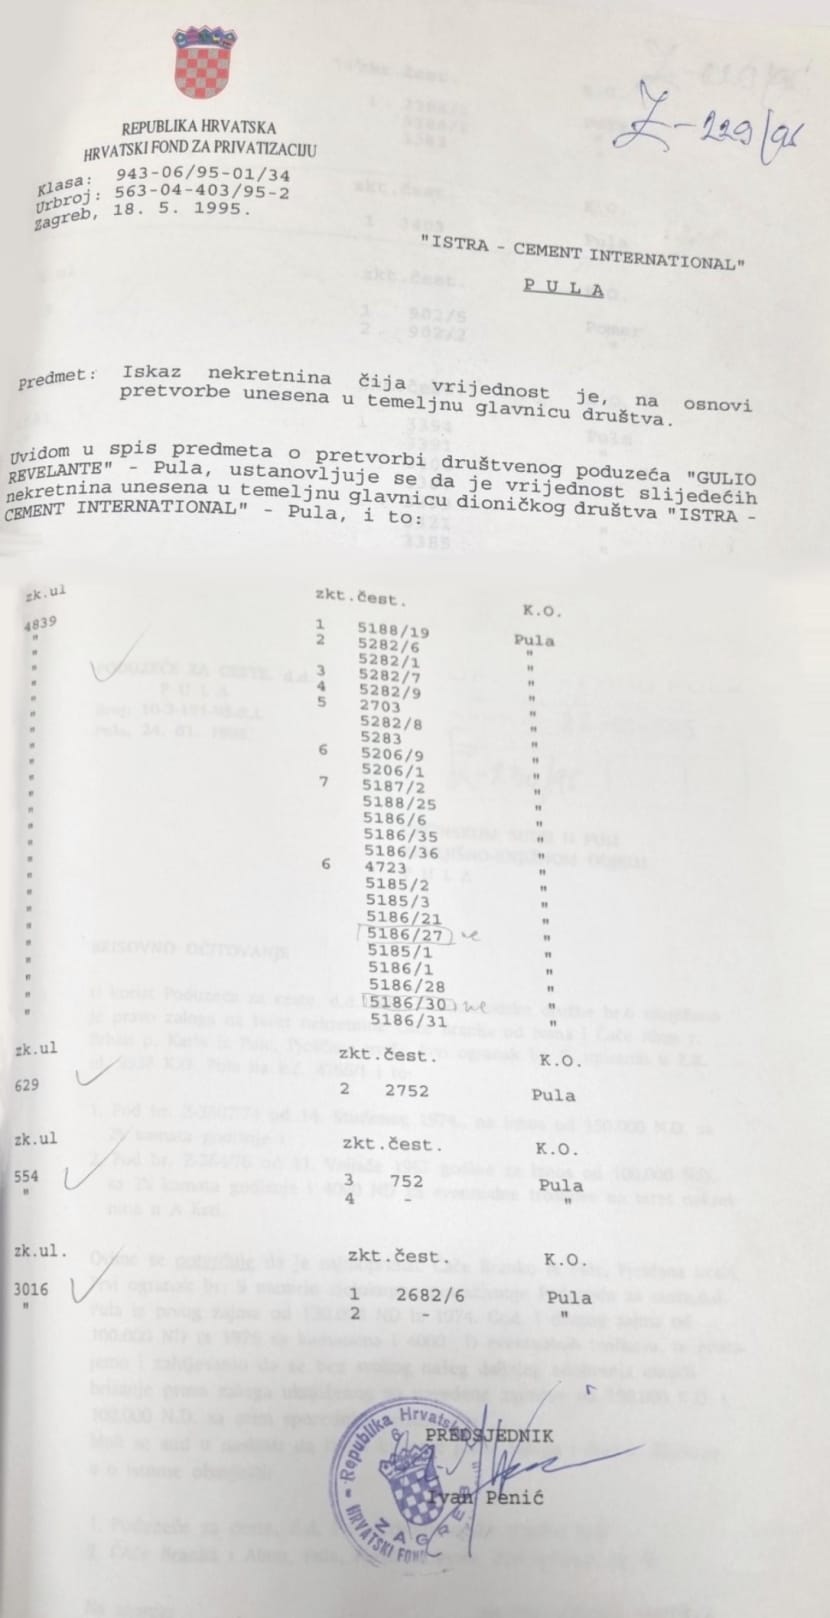 Z-229/96
REPUBLIKA HRVATSKA
HRVATSKI FOND ZA PRIVATIZACIJU
Klasa: 943-06/95-01/34
Urbroj: 563-04-403/95-2
Zagreb, 18. 5. 1995.
"ISTRA - CEMENT INTERNATIONAL"
P U L A
Predmet: Iskaz nekretnina čija vrijednost je, na osnovi
pretvorbe unesena u temeljnu glavnicu društva.
Uvidom u spis predmeta o pretvorbi društvenog poduzeća "GULIO
REVELANTE" - Pula, ustanovljuje se da je vrijednost slijedećih
nekretnina unesena u temeljnu glavnicu dioničkog društva "ISTRA -
CEMENT INTERNATIONAL" - Pula, i to:
zk.ul zkt.čest. K.O.
4839 1 5188/19 Pula
" 2 5282/6 "
" 5282/1 "
" 3 5282/7 "
" 4 5282/9 "
" 5 2703 "
" 5282/8 "
" 5283 "
" 6 5206/9 "
" 5206/1 "
" 7 5187/2 "
" 5188/25 "
" 5186/6 "
" 5186/35 "
" 5186/36 "
" 6 4723 "
" 5185/2 "
" 5185/3 "
" 5186/21 "
" 5186/27 ne "
" 5185/1 "
" 5186/1 "
" 5186/28 "
" 5186/30 ne "
" 5186/31 "
zk.ul zkt.čest. K.O.
629 2 2752 Pula
zk.ul zkt.čest. K.O.
554 3 752 Pula
" 4 - "
zk.ul. zkt.čest. K.O.
3016 1 2682/6 Pula
" 2 - "
PREDSJEDNIK
Ivan Penić
Republika Hrvatska
HRVATSKI FOND
ZAGREB